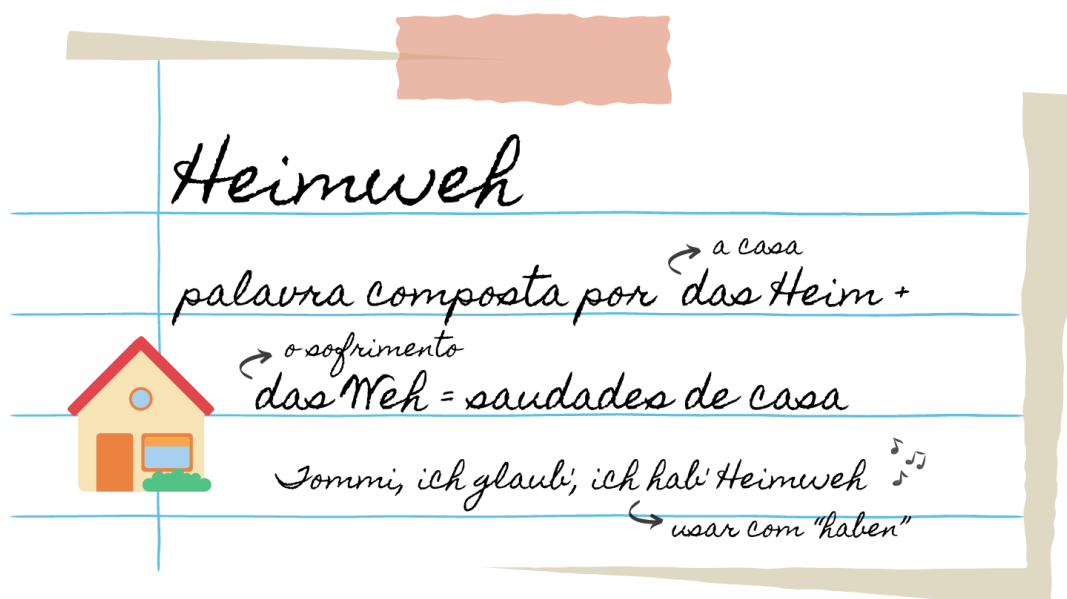 Heimweh
a casa
palavra composta por das Heim +
o sofrimento
das Weh = saudades de casa
Tommi, ich glaub', ich hab' Heimweh
usar com "haben"